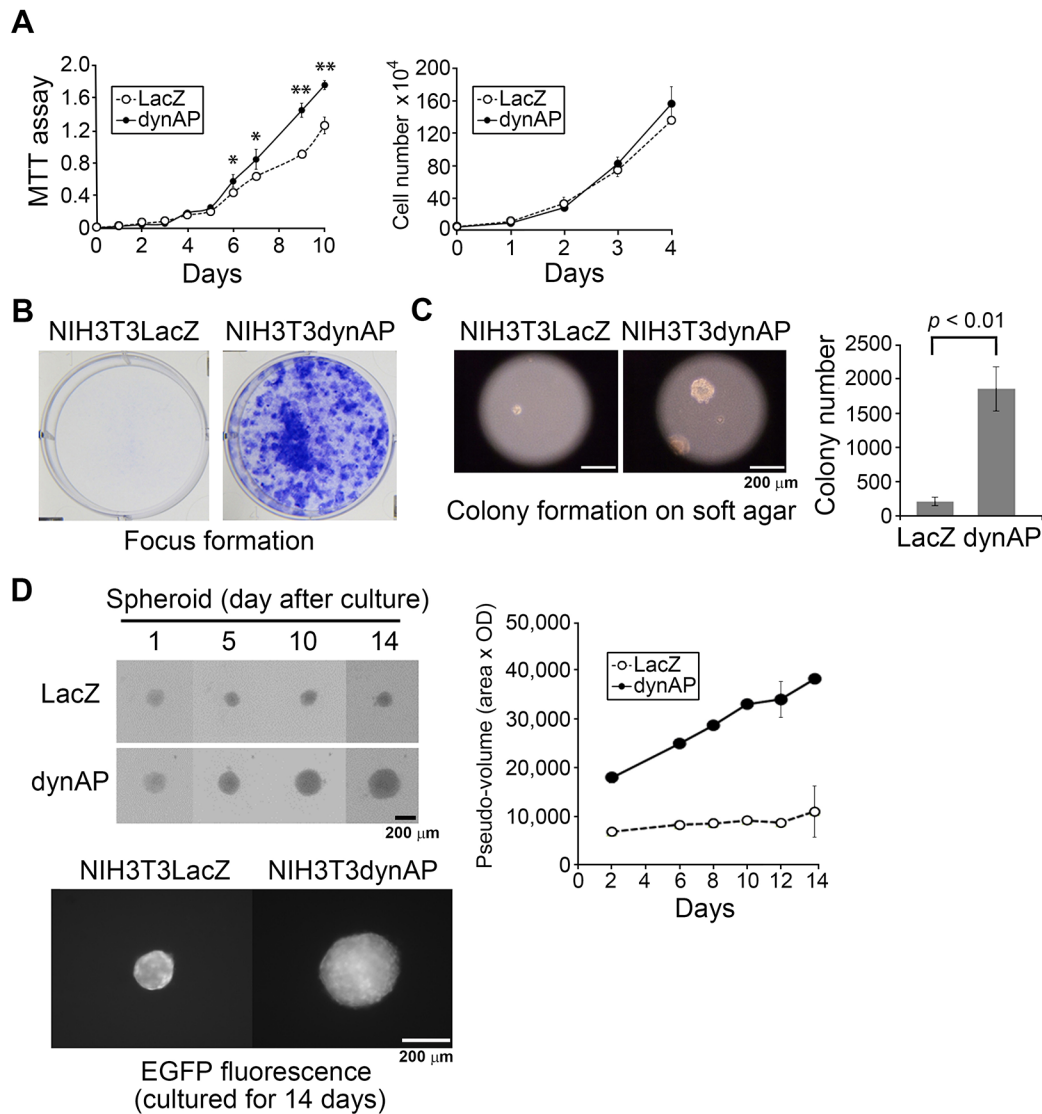 A
MTT assay
2.0
1.6
1.2
0.8
0.4
0
LacZ
dynAP
* * ** **
0 2 4 6 8 10
Days
Cell number x 10⁴
200
160
120
80
40
0
LacZ
dynAP
0 1 2 3 4
Days
B
NIH3T3LacZ NIH3T3dynAP
Focus formation
C
NIH3T3LacZ NIH3T3dynAP
200 μm
Colony formation on soft agar
p < 0.01
Colony number
2500
2000
1500
1000
500
0
LacZ dynAP
D
Spheroid (day after culture)
1 5 10 14
LacZ
dynAP
200 μm
Pseudo-volume (area x OD)
50,000
40,000
30,000
20,000
10,000
0
LacZ
dynAP
0 2 4 6 8 10 12 14
Days
NIH3T3LacZ NIH3T3dynAP
200 μm
EGFP fluorescence
(cultured for 14 days)